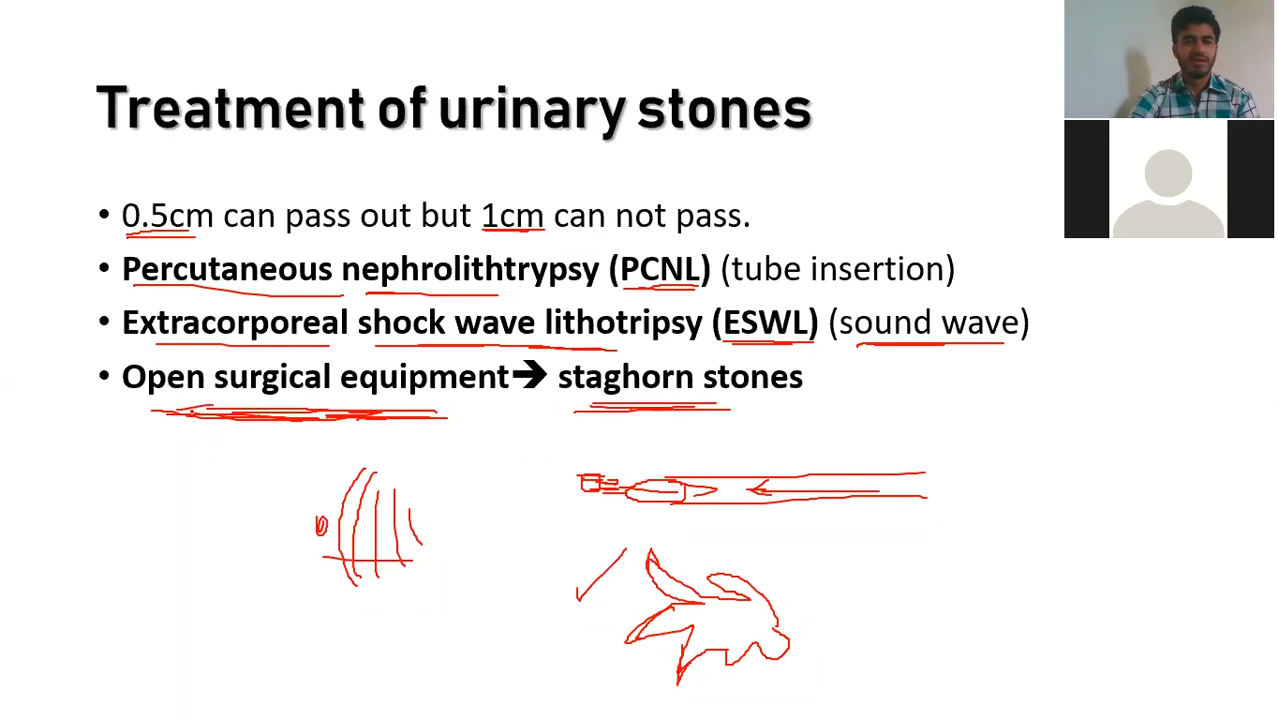 Treatment of urinary stones
• 0.5cm can pass out but 1cm can not pass.
• Percutaneous nephrolithtrypsy (PCNL) (tube insertion)
• Extracorporeal shock wave lithotripsy (ESWL) (sound wave)
• Open surgical equipment➔ staghorn stones